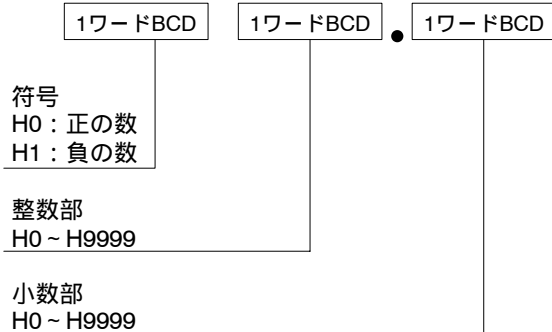 1ワードBCD 1ワードBCD ● 1ワードBCD
符号
H0：正の数
H1：負の数
整数部
H0 ~ H9999
小数部
H0 ~ H9999